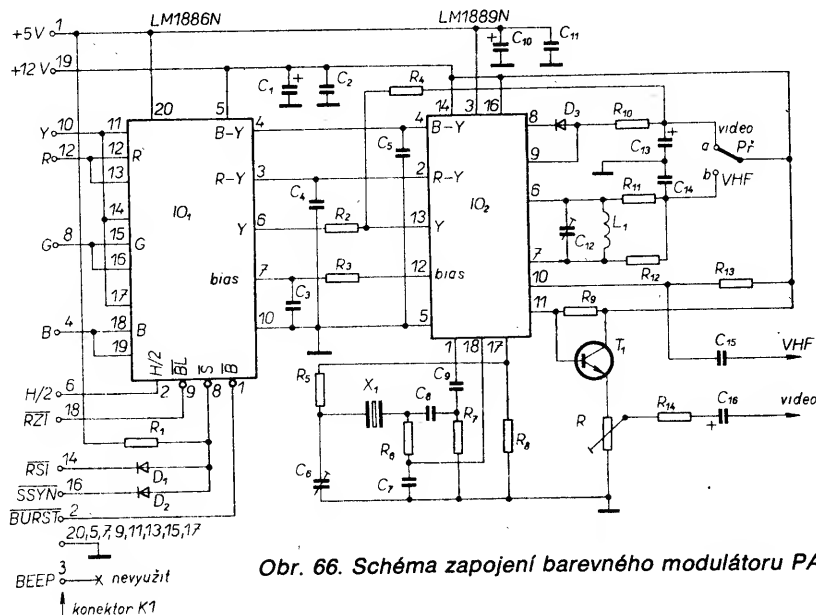 LM1886N
LM1889N
+5V 1
+12V 19
C1
C2
C10
C11
R4
20
5
14
3
16
Y 10
R 12
G 8
B 4
11
12
13
14
15
16
17
18
19
R
G
B
IO1
B-Y
R-Y
Y
bias
4
3
6
7
10
H/2
BL
S
B
2
9
8
1
C5
C4
C3
R2
R3
4
2
13
12
5
B-Y
R-Y
Y
bias
IO2
8
9
6
7
10
11
1
18
17
D3
R10
C13
C14
video
a
Př
b
VHF
R11
C12
L1
R12
R13
R9
T1
C15
VHF
R
R14
C16
video
H/2 6
RZI 18
R1
RSI 14
D1
SSYN 16
D2
BURST 2
20,5,7,9,11,13,15,17
BEEP 3
nevyužit
konektor K1
R5
X1
C8
C9
R6
R7
R8
C6
C7
Obr. 66. Schéma zapojení barevného modulátoru PA